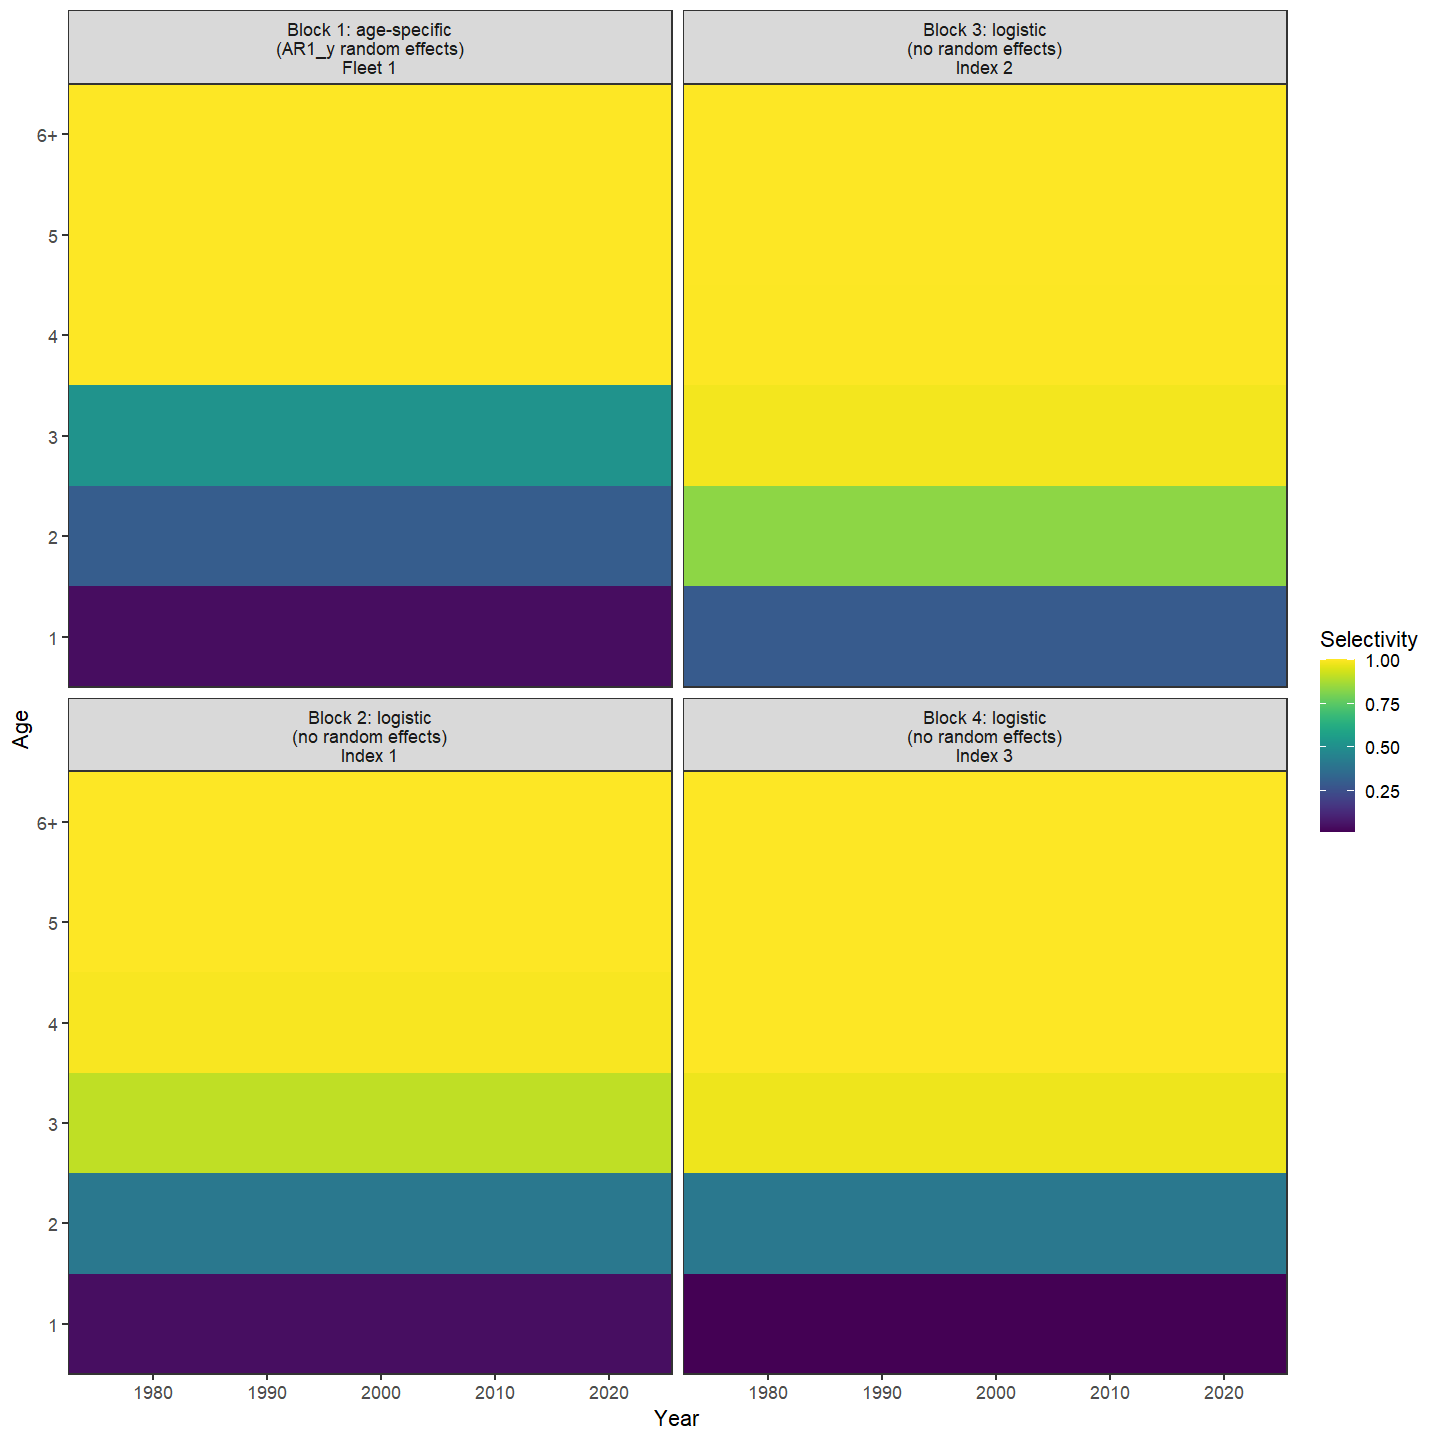 Block 1: age-specific
(AR1_y random effects)
Fleet 1
Block 3: logistic
(no random effects)
Index 2
6+
5
4
3
2
1
Block 2: logistic
(no random effects)
Index 1
Block 4: logistic
(no random effects)
Index 3
6+
5
4
3
2
1
1980 1990 2000 2010 2020
1980 1990 2000 2010 2020
Year
Age
Selectivity
1.00
0.75
0.50
0.25